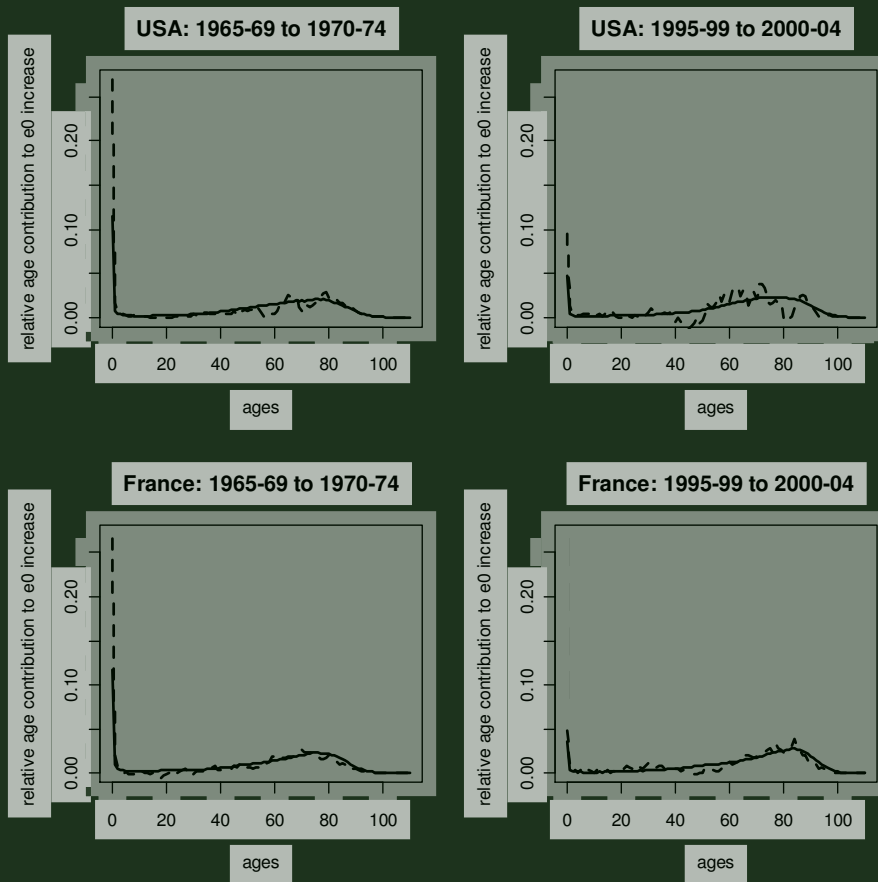 USA: 1965-69 to 1970-74
relative age contribution to e0 increase
0.20
0.10
0.00
0 20 40 60 80 100
ages
USA: 1995-99 to 2000-04
relative age contribution to e0 increase
0.20
0.10
0.00
0 20 40 60 80 100
ages
France: 1965-69 to 1970-74
relative age contribution to e0 increase
0.20
0.10
0.00
0 20 40 60 80 100
ages
France: 1995-99 to 2000-04
relative age contribution to e0 increase
0.20
0.10
0.00
0 20 40 60 80 100
ages